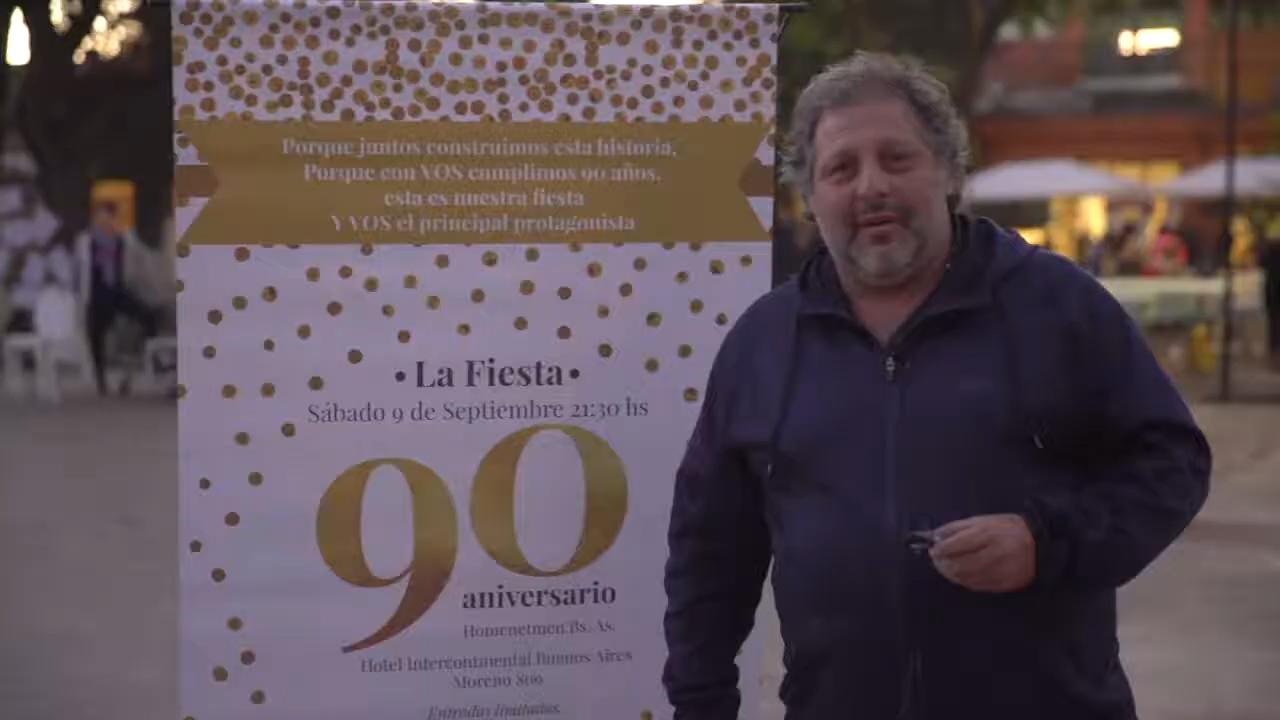 Porque juntos construimos esta historia,
Porque con VOS cumplimos 90 años,
esta es nuestra fiesta
Y VOS el principal protagonista
• La Fiesta •
Sábado 9 de Septiembre 21:30 hs
90
aniversario
Homenetmen Bs. As.
Hotel Intercontinental Buenos Aires
Moreno 809
Entradas limitadas.